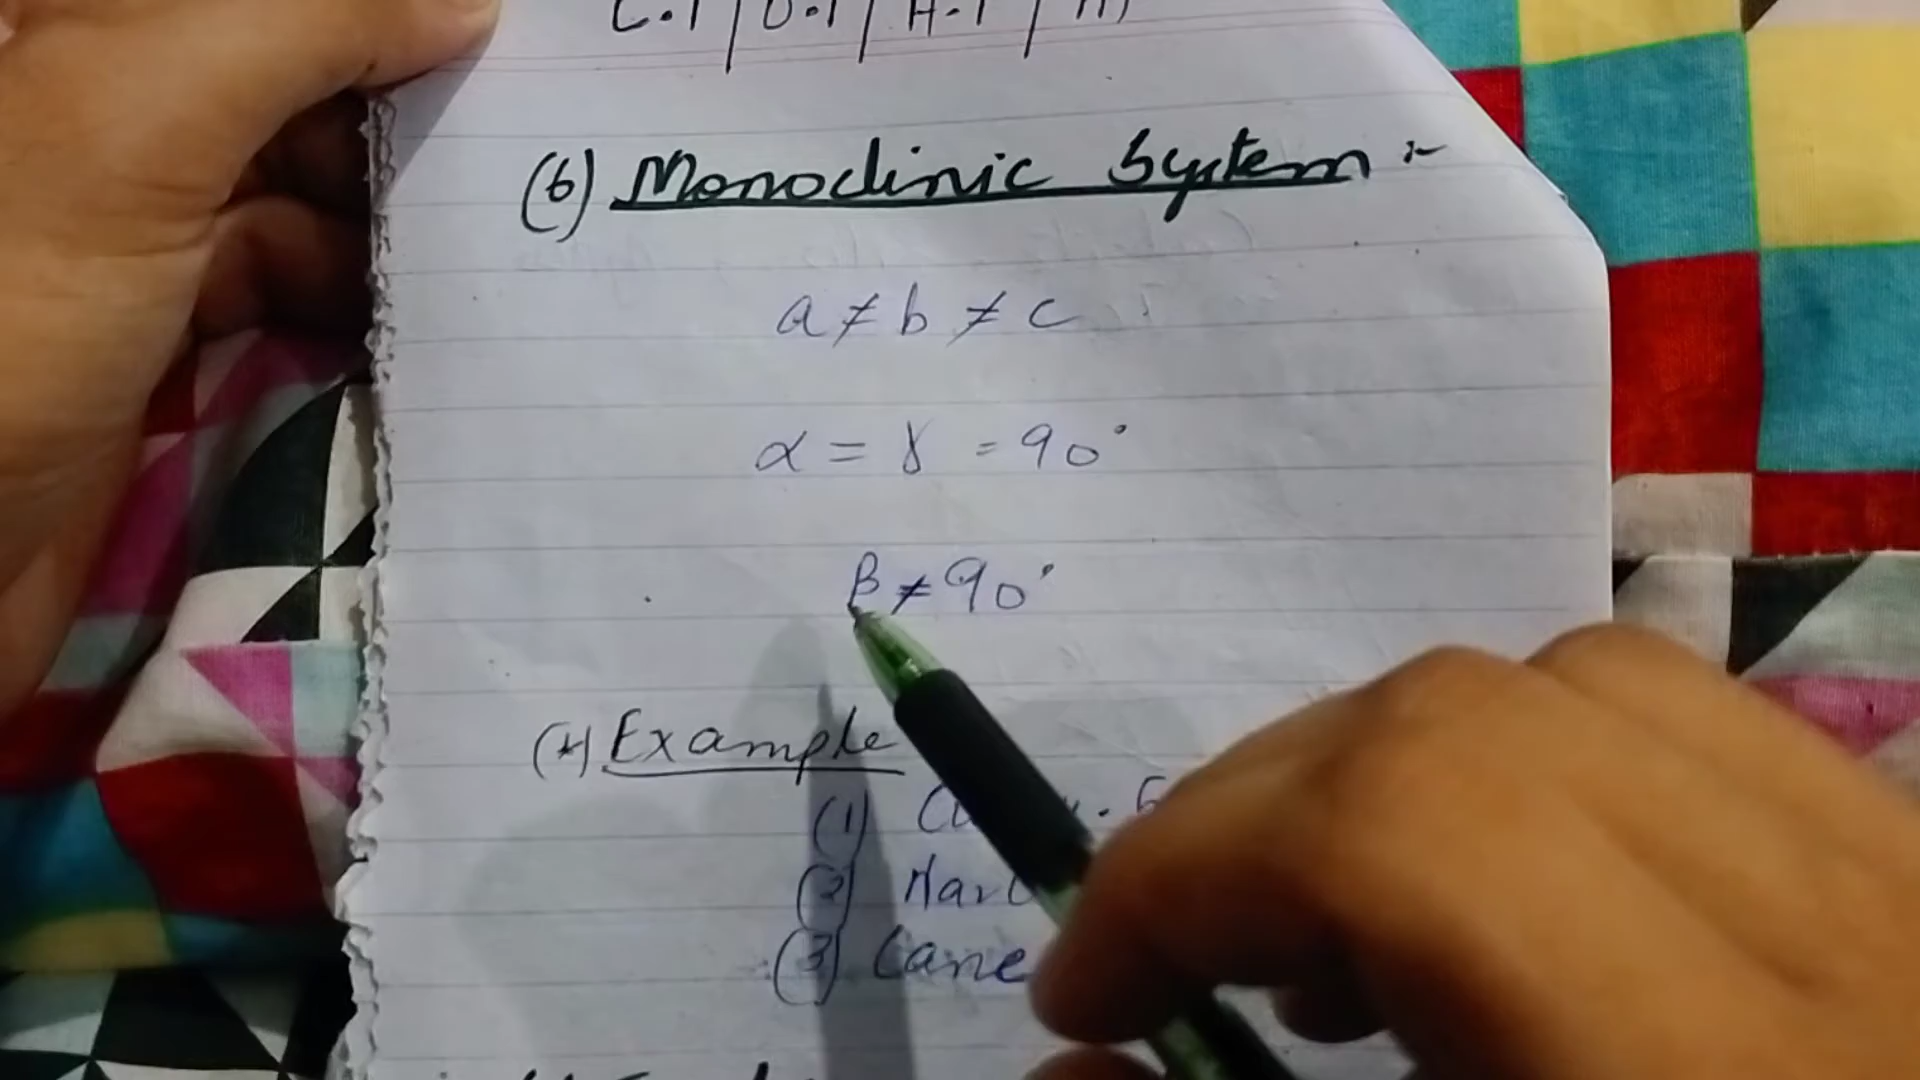 (6) Monoclinic System :-
a ≠ b ≠ c
α = γ = 90°
β ≠ 90°
(*) Example
(1)
(2)
(3) Cane